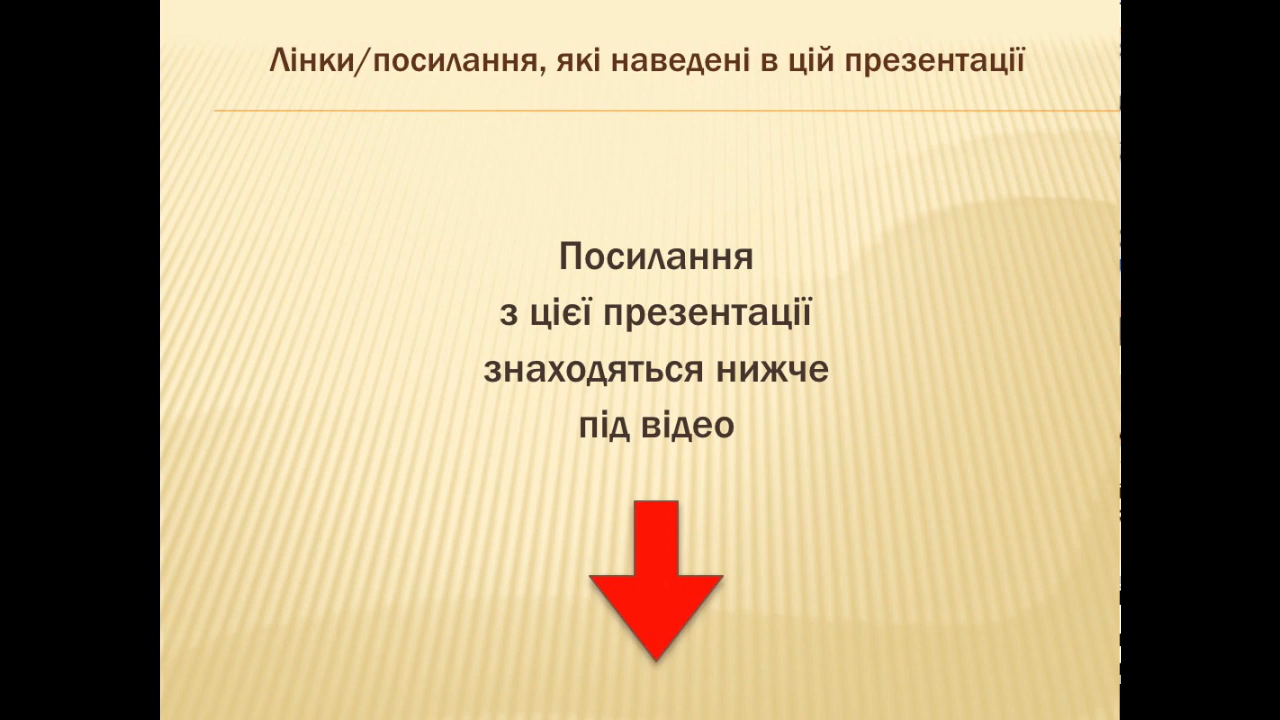 Лінки/посилання, які наведені в цій презентації
Посилання
з цієї презентації
знаходяться нижче
під відео